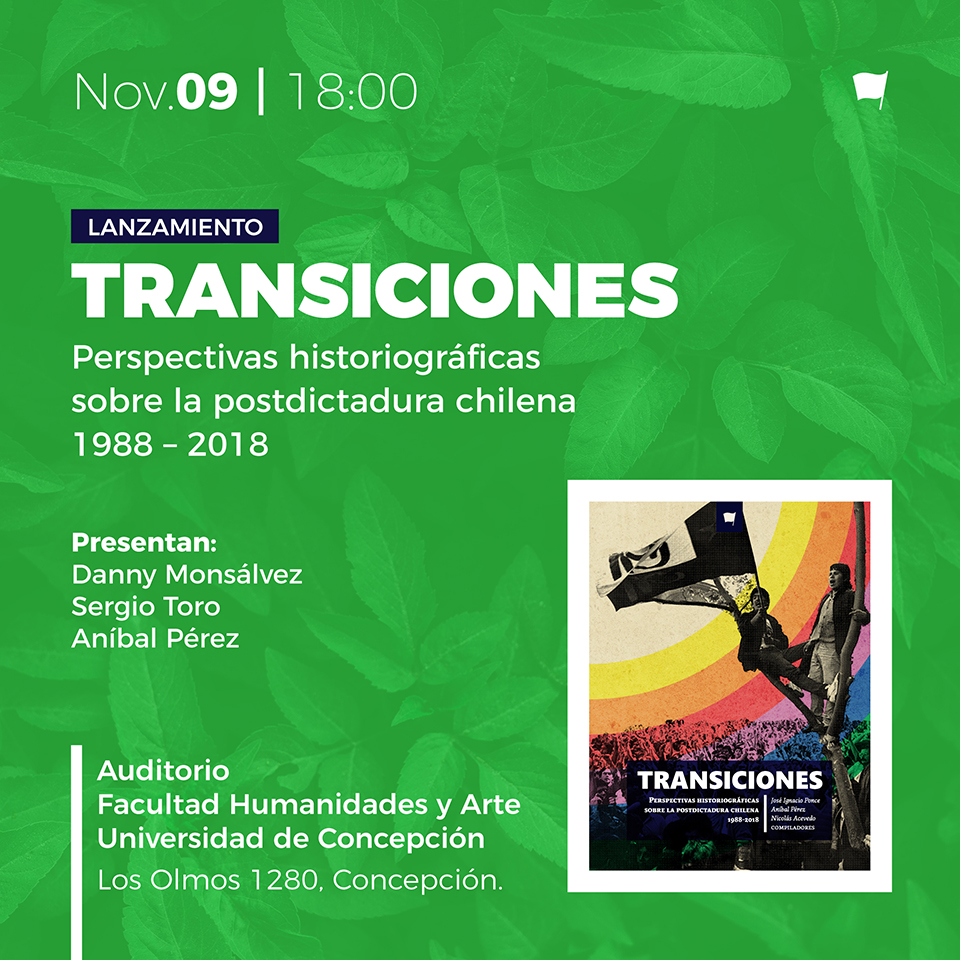 Nov.09 | 18:00
LANZAMIENTO
TRANSICIONES
Perspectivas historiográficas
sobre la postdictadura chilena
1988 – 2018
Presentan:
Danny Monsálvez
Sergio Toro
Aníbal Pérez
Auditorio
Facultad Humanidades y Arte
Universidad de Concepción
Los Olmos 1280, Concepción.
TRANSICIONES
Perspectivas historiográficas
sobre la postdictadura chilena
1988-2018
José Ignacio Ponce
Aníbal Pérez
Nicolás Acevedo
COMPILADORES